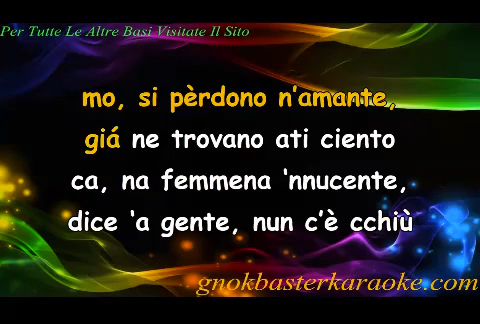 Per Tutte Le Altre Basi Visitate Il Sito
mo, si pèrdono n'amante,
giá ne trovano ati ciento
ca, na femmena ‘nnucente,
dice ‘a gente, nun c'è cchiù
gnokbasterkaraoke.com